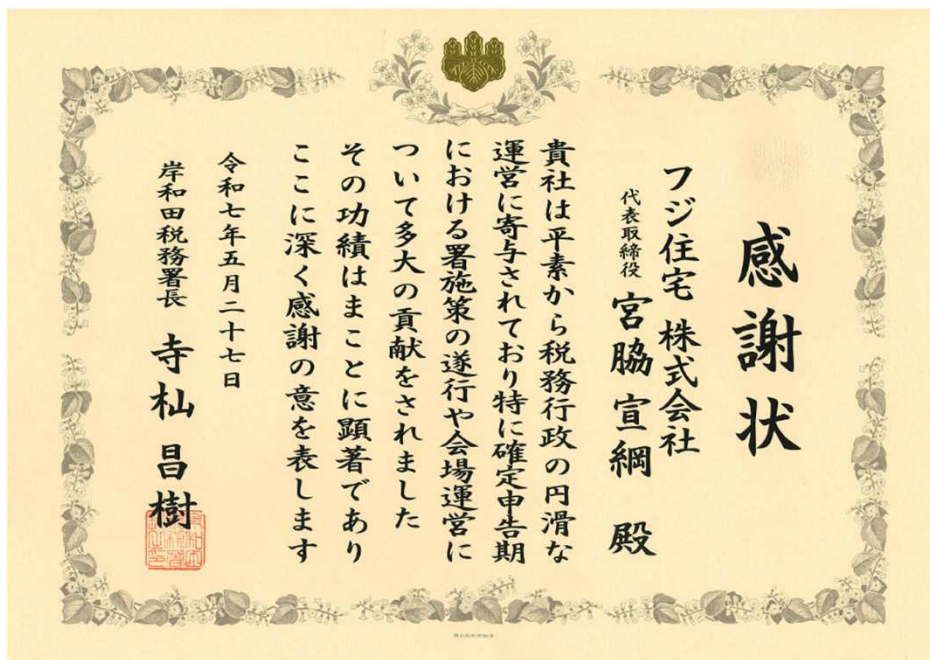 感謝状
フジ住宅 株式会社
代表取締役 宮脇 宣綱 殿
貴社は平素から税務行政の円滑な
運営に寄与されており特に確定申告期
における署施策の遂行や会場運営に
ついて多大の貢献をされました
その功績はまことに顕著であり
ここに深く感謝の意を表します
令和七年五月二十七日
岸和田税務署長 寺杣 昌樹